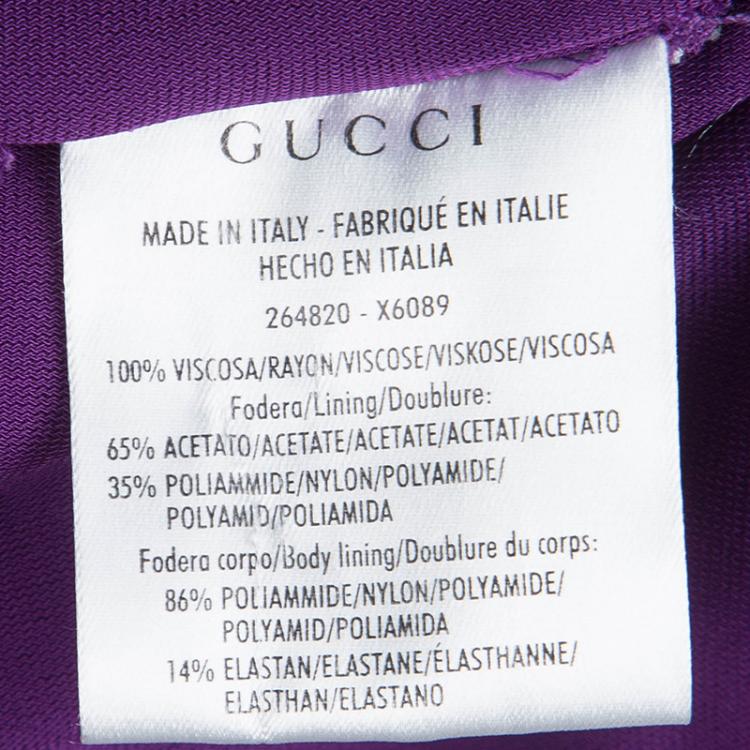 GUCCI
MADE IN ITALY - FABRIQUÉ EN ITALIE
HECHO EN ITALIA
264820 - X6089
100% VISCOSA/RAYON/VISCOSE/VISKOSE/VISCOSA
Fodera/Lining/Doublure:
65% ACETATO/ACETATE/ACETATE/ACETAT/ACETATO
35% POLIAMMIDE/NYLON/POLYAMIDE/
POLYAMID/POLIAMIDA
Fodera corpo/Body lining/Doublure du corps:
86% POLIAMMIDE/NYLON/POLYAMIDE/
POLYAMID/POLIAMIDA
14% ELASTAN/ELASTANE/ÉLASTHANNE/
ELASTHAN/ELASTANO